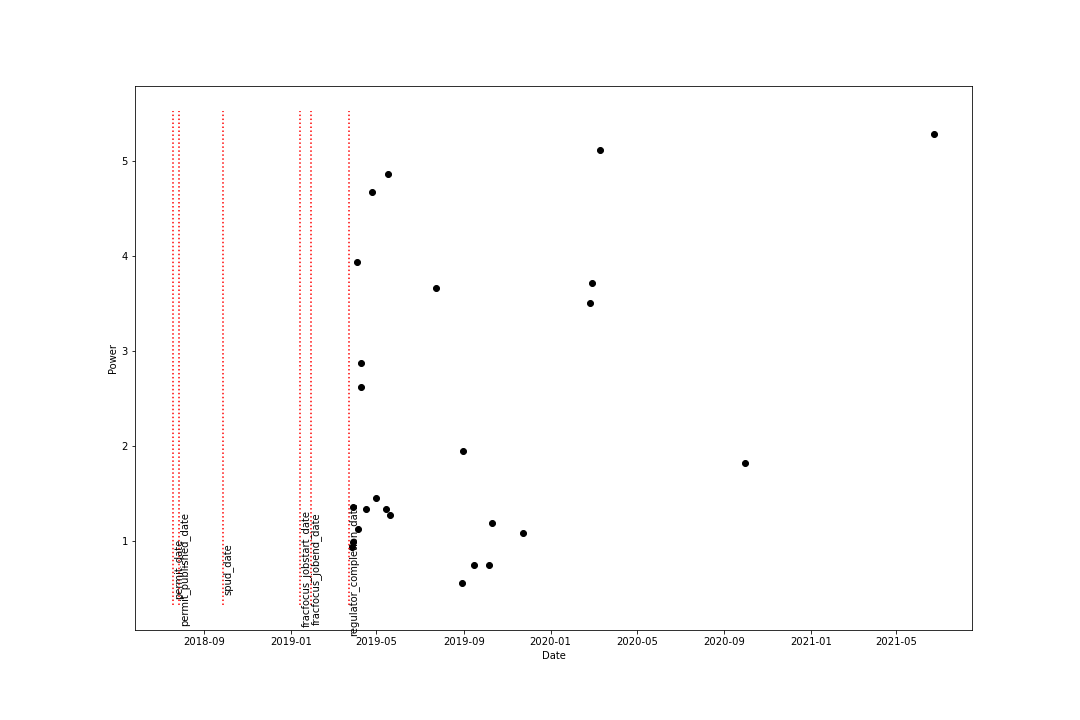 5
4
3
2
1
Power
permit_date
permit_published_date
spud_date
fracfocus_jobstart_date
fracfocus_jobend_date
regulator_completion_date
2018-09
2019-01
2019-05
2019-09
2020-01
2020-05
2020-09
2021-01
2021-05
Date